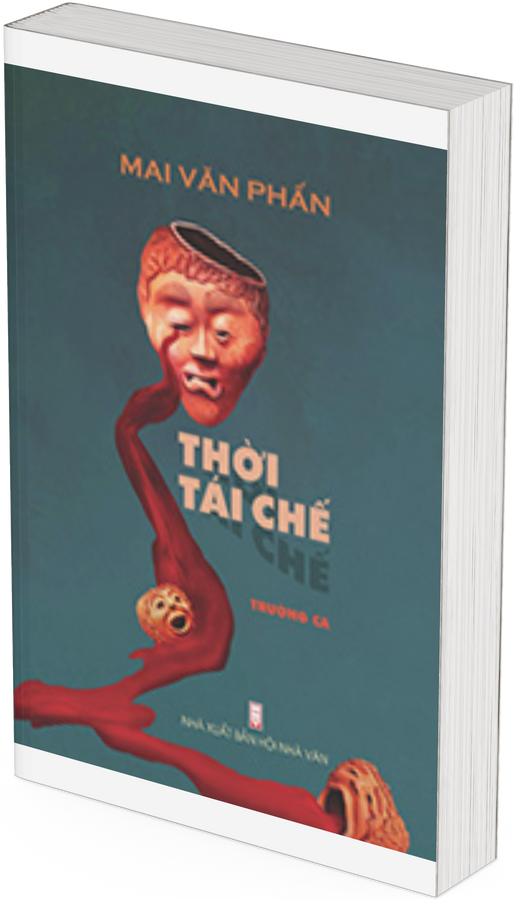 MAI VĂN PHẤN
THỜI
TÁI CHẾ
TRƯỜNG CA
NHÀ XUẤT BẢN HỘI NHÀ VĂN